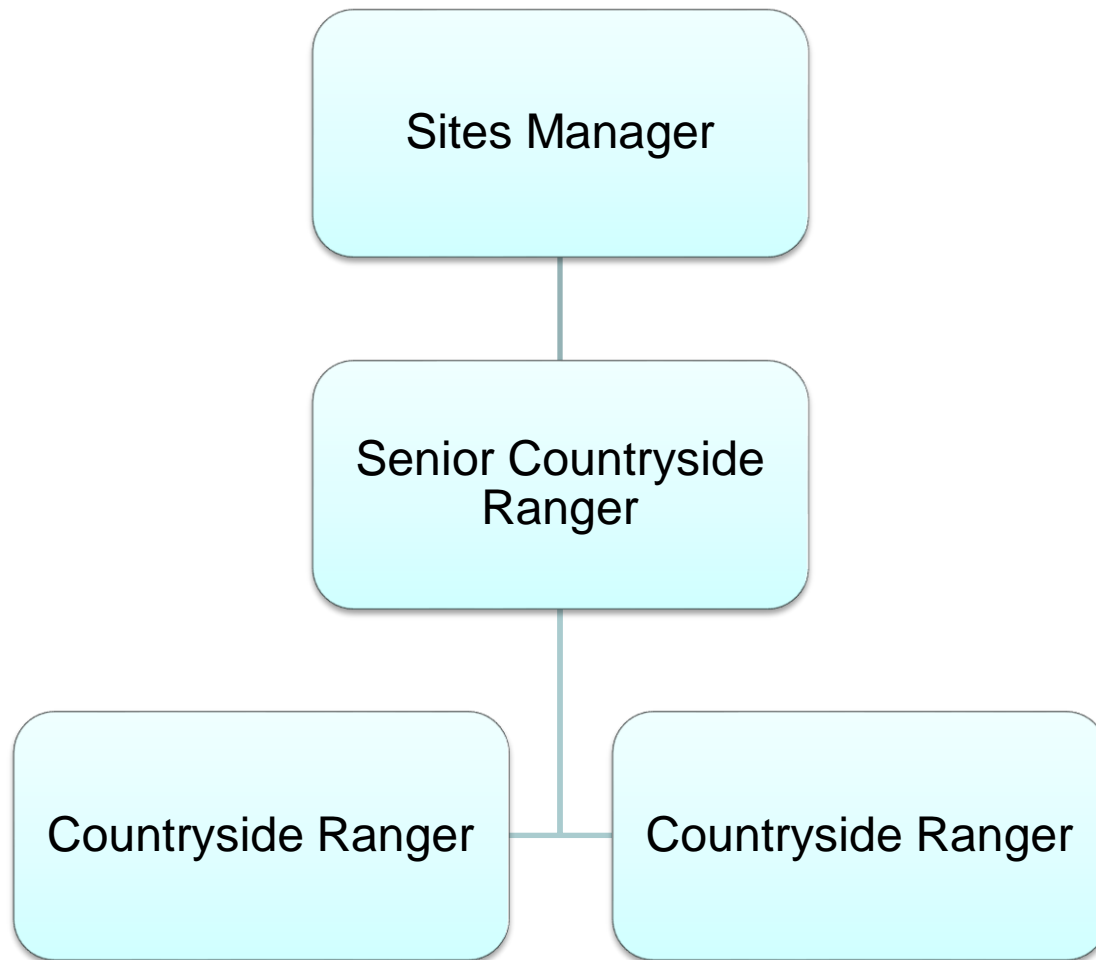 Sites Manager
Senior Countryside
Ranger
Countryside Ranger
Countryside Ranger